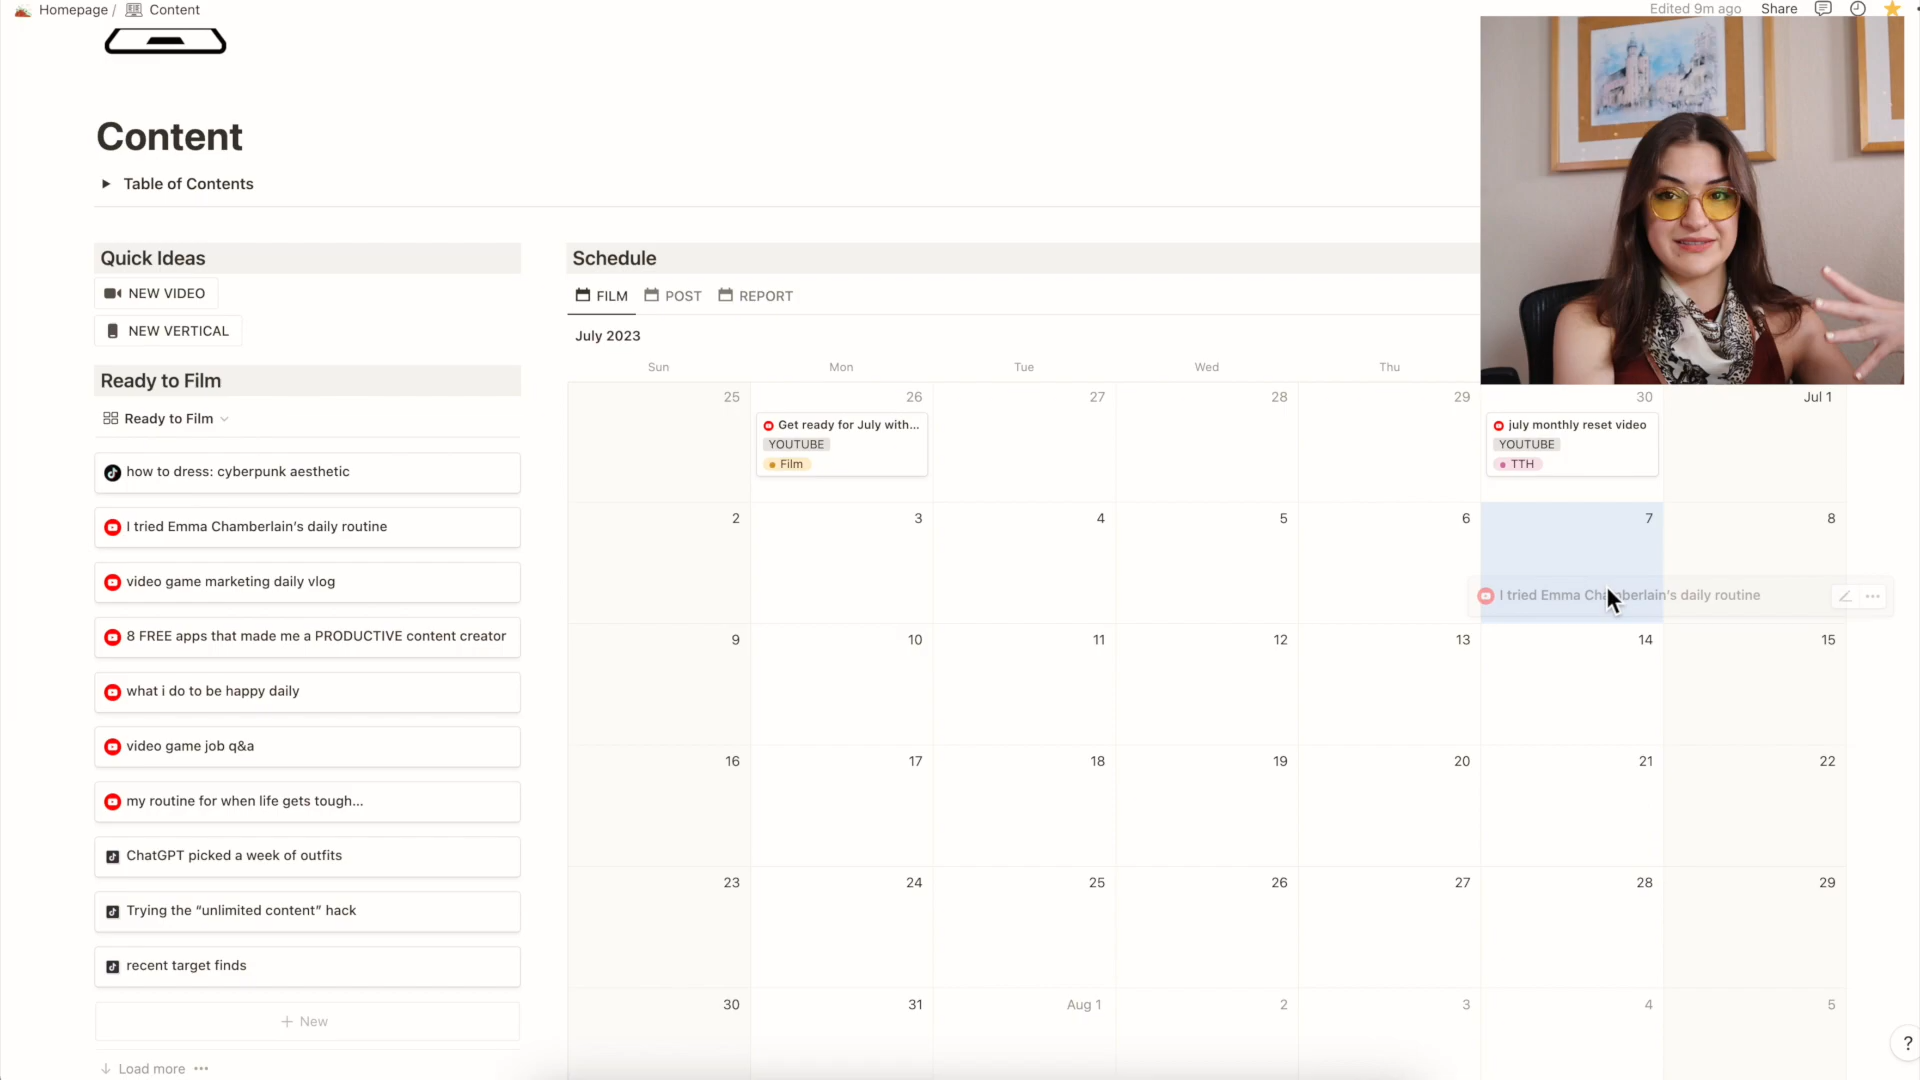 Homepage / Content
Edited 9m ago Share
Content
Table of Contents
Quick Ideas
NEW VIDEO
NEW VERTICAL
Ready to Film
Ready to Film
how to dress: cyberpunk aesthetic
I tried Emma Chamberlain's daily routine
video game marketing daily vlog
8 FREE apps that made me a PRODUCTIVE content creator
what i do to be happy daily
video game job q&a
my routine for when life gets tough...
ChatGPT picked a week of outfits
Trying the “unlimited content” hack
recent target finds
+ New
Load more •••
Schedule
FILM POST REPORT
July 2023
Sun Mon Tue Wed Thu
25 26 27 28 29 30 Jul 1
Get ready for July with...
YOUTUBE
Film
july monthly reset video
YOUTUBE
TTH
2 3 4 5 6 7 8
I tried Emma Chamberlain's daily routine
9 10 11 12 13 14 15
16 17 18 19 20 21 22
23 24 25 26 27 28 29
30 31 Aug 1 2 3 4 5
?